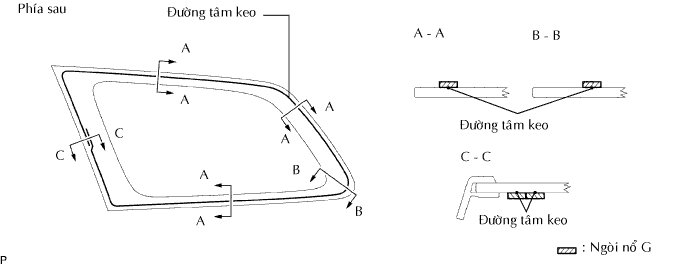 Phía sau
Đường tâm keo
A
A
A
A
C
C
A
A
B
B
A - A
B - B
Đường tâm keo
C - C
Đường tâm keo
: Ngòi nổ G
P